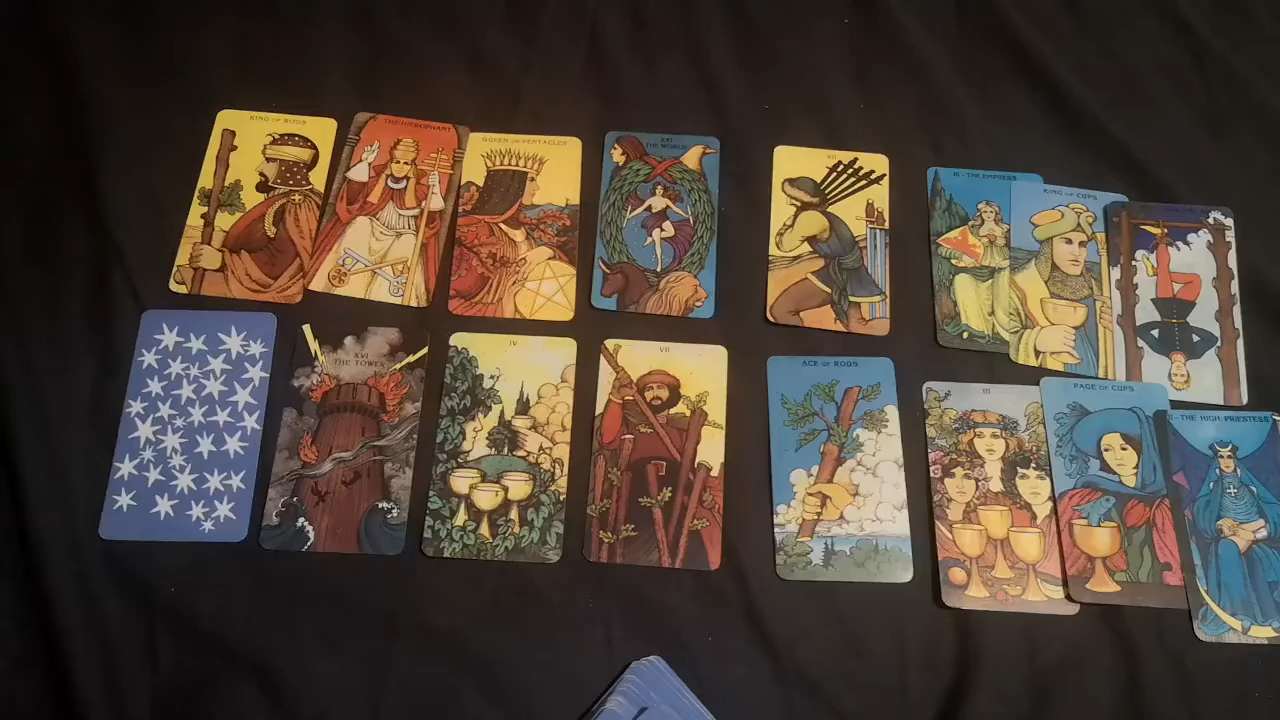 KING OF RODS
V THE HIEROPHANT
QUEEN OF PENTACLES
XXI
THE WORLD
VII
III - THE EMPRESS
KING OF CUPS
XVI
THE TOWER
IV
VII
ACE OF RODS
III
PAGE OF CUPS
II - THE HIGH PRIESTESS